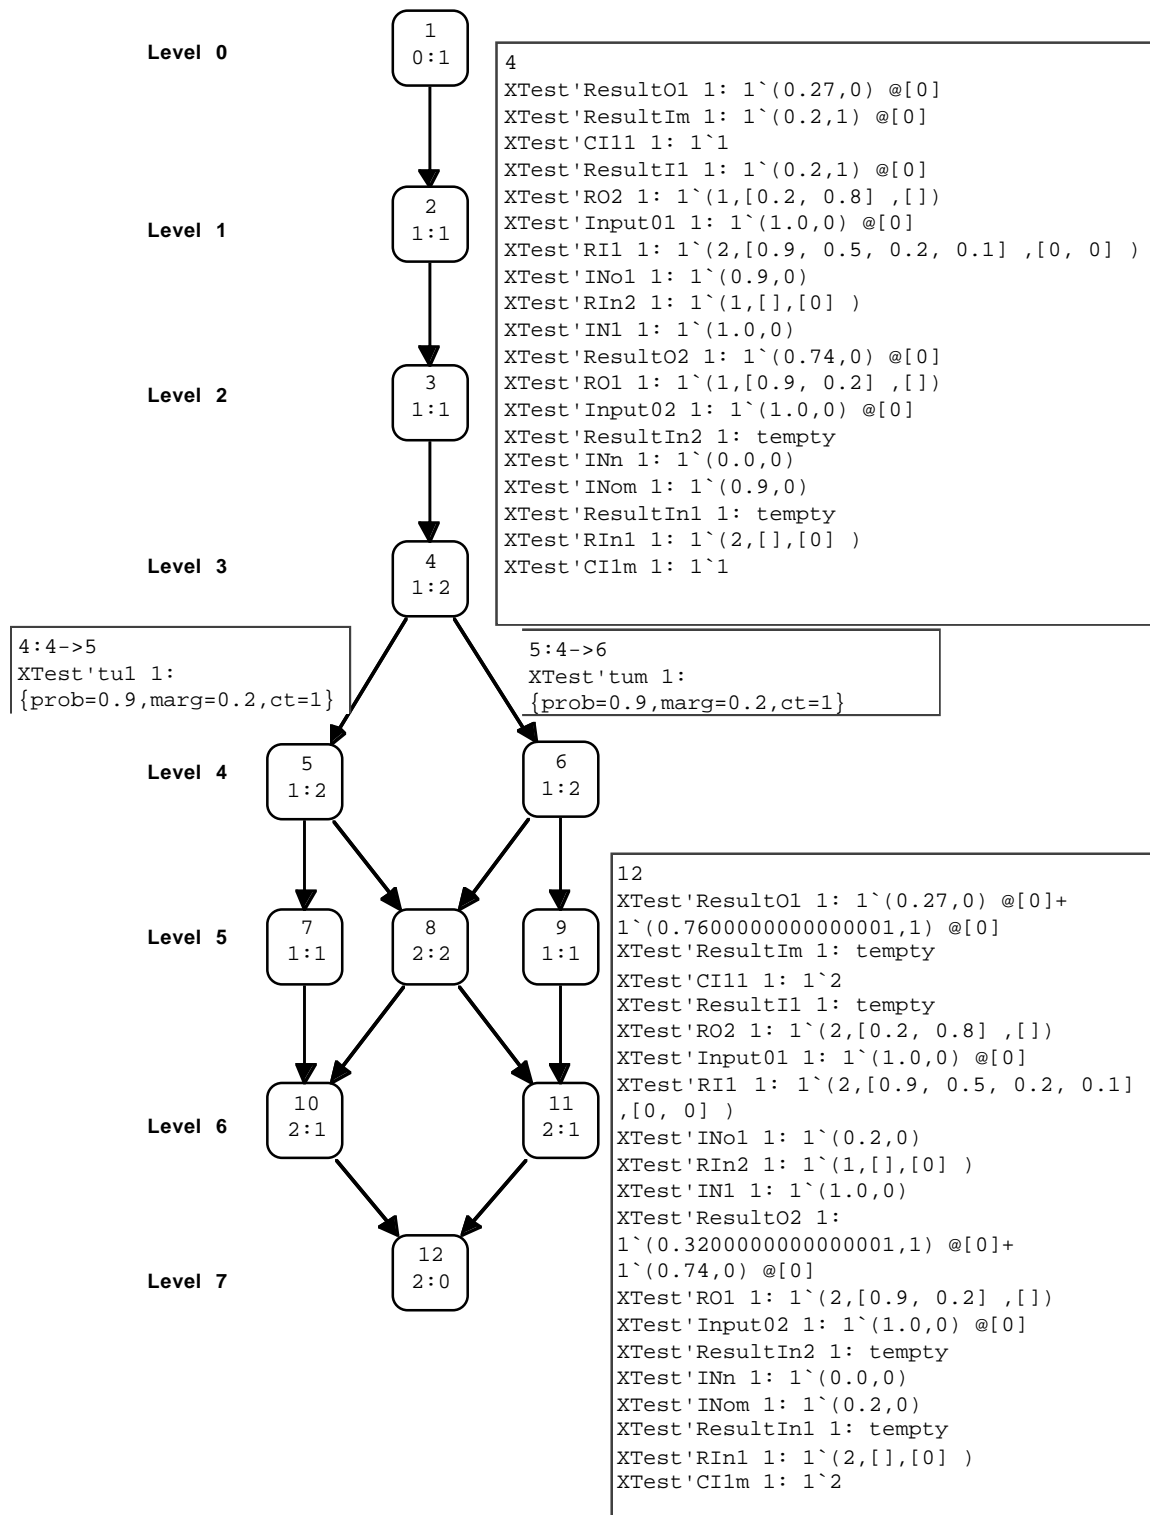 Level 0
1
0:1
4
XTest'ResultO1 1: 1`(0.27,0) @[0]
XTest'ResultIm 1: 1`(0.2,1) @[0]
XTest'CI11 1: 1`1
XTest'ResultI1 1: 1`(0.2,1) @[0]
XTest'RO2 1: 1`(1,[0.2, 0.8] ,[])
XTest'Input01 1: 1`(1.0,0) @[0]
XTest'RI1 1: 1`(2,[0.9, 0.5, 0.2, 0.1] ,[0, 0] )
XTest'INo1 1: 1`(0.9,0)
XTest'RIn2 1: 1`(1,[],[0] )
XTest'IN1 1: 1`(1.0,0)
XTest'ResultO2 1: 1`(0.74,0) @[0]
XTest'RO1 1: 1`(1,[0.9, 0.2] ,[])
XTest'Input02 1: 1`(1.0,0) @[0]
XTest'ResultIn2 1: tempty
XTest'INn 1: 1`(0.0,0)
XTest'INom 1: 1`(0.9,0)
XTest'ResultIn1 1: tempty
XTest'RIn1 1: 1`(2,[],[0] )
XTest'CI1m 1: 1`1
Level 1
2
1:1
Level 2
3
1:1
Level 3
4
1:2
4:4->5
XTest'tu1 1:
{prob=0.9,marg=0.2,ct=1}
5:4->6
XTest'tum 1:
{prob=0.9,marg=0.2,ct=1}
Level 4
5
1:2
6
1:2
Level 5
7
1:1
8
2:2
9
1:1
12
XTest'ResultO1 1: 1`(0.27,0) @[0]+
1`(0.7600000000000001,1) @[0]
XTest'ResultIm 1: tempty
XTest'CI11 1: 1`2
XTest'ResultI1 1: tempty
XTest'RO2 1: 1`(2,[0.2, 0.8] ,[])
XTest'Input01 1: 1`(1.0,0) @[0]
XTest'RI1 1: 1`(2,[0.9, 0.5, 0.2, 0.1]
,[0, 0] )
XTest'INo1 1: 1`(0.2,0)
XTest'RIn2 1: 1`(1,[],[0] )
XTest'IN1 1: 1`(1.0,0)
XTest'ResultO2 1:
1`(0.3200000000000001,1) @[0]+
1`(0.74,0) @[0]
XTest'RO1 1: 1`(2,[0.9, 0.2] ,[])
XTest'Input02 1: 1`(1.0,0) @[0]
XTest'ResultIn2 1: tempty
XTest'INn 1: 1`(0.0,0)
XTest'INom 1: 1`(0.2,0)
XTest'ResultIn1 1: tempty
XTest'RIn1 1: 1`(2,[],[0] )
XTest'CI1m 1: 1`2
Level 6
10
2:1
11
2:1
Level 7
12
2:0